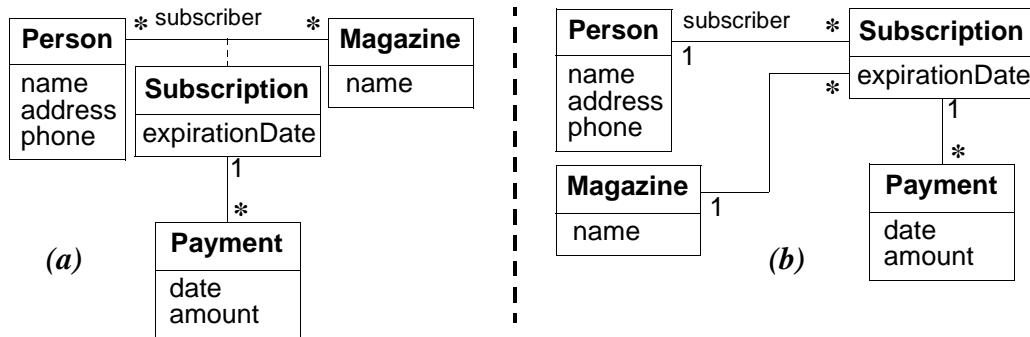 * subscriber *
Person
name
address
phone
Magazine
name
Subscription
expirationDate
1
*
Payment
date
amount
(a)
Person
name
address
phone
subscriber
1
*
Subscription
expirationDate
*
1
*
Magazine
name
1
Payment
date
amount
(b)